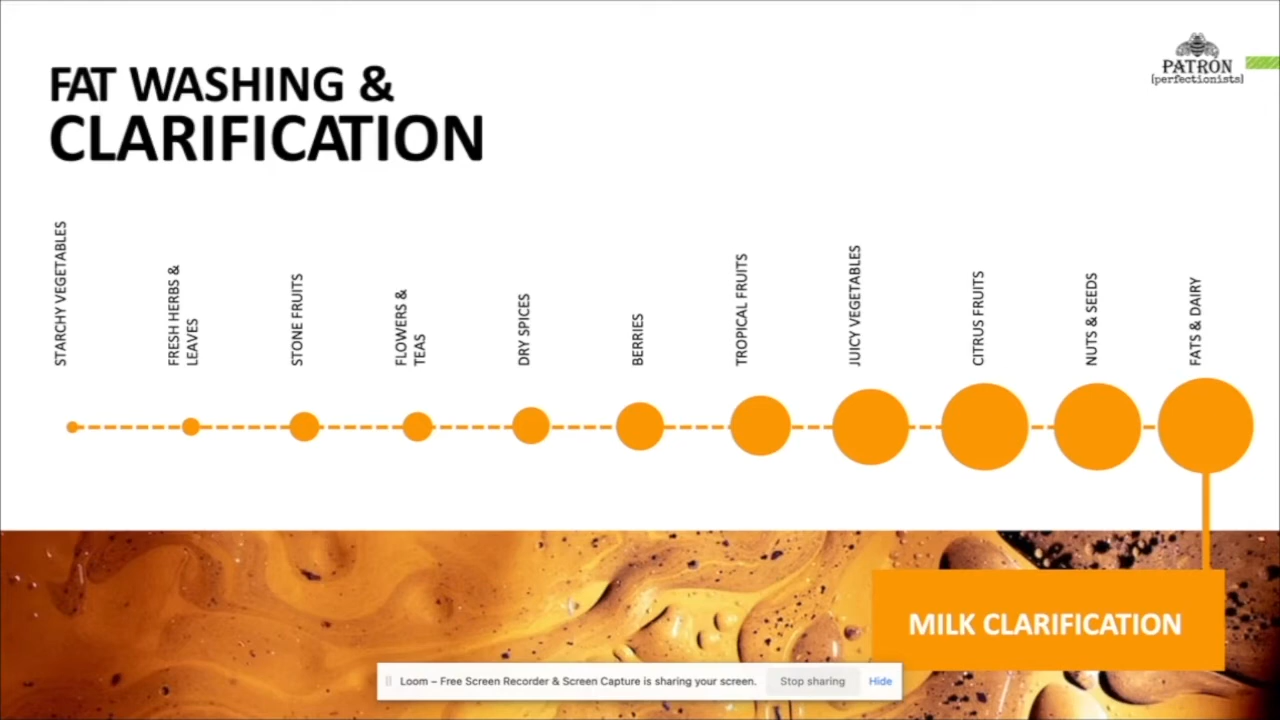 FAT WASHING &
CLARIFICATION
PATRON
[perfectionists]
STARCHY VEGETABLES
FRESH HERBS &
LEAVES
STONE FRUITS
FLOWERS &
TEAS
DRY SPICES
BERRIES
TROPICAL FRUITS
JUICY VEGETABLES
CITRUS FRUITS
NUTS & SEEDS
FATS & DAIRY
MILK CLARIFICATION
Loom – Free Screen Recorder & Screen Capture is sharing your screen.
Stop sharing
Hide